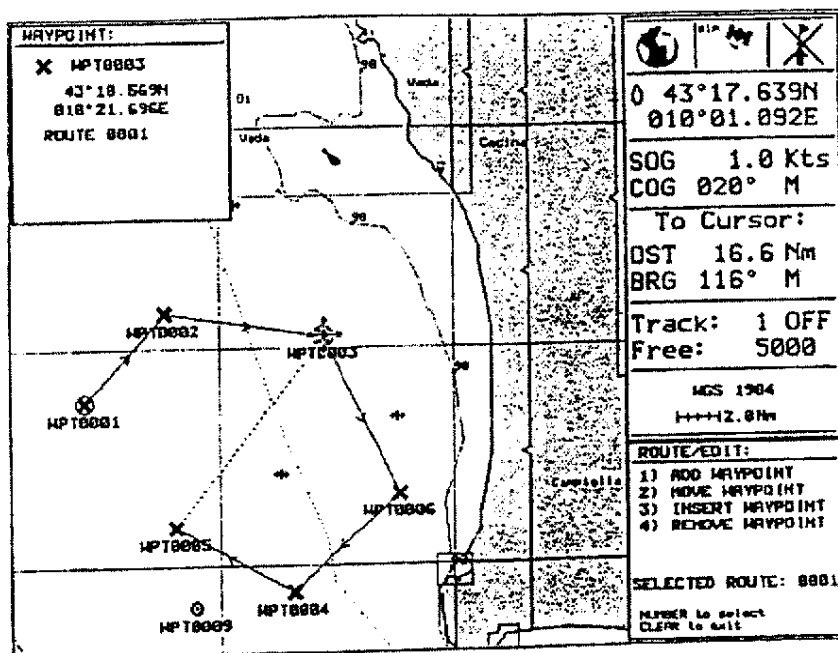 WAYPOINT:
WPT0003
43°18.569N
010°21.696E
ROUTE 0001
90
Vada
Cecina
90
90
WPT0002
WPT0003
WPT0001
WPT0006
WPT0005
WPT0004
WPT0009
43°17.639N
010°01.092E
SOG 1.0 Kts
COG 020° M
To Cursor:
DST 16.6 Nm
BRG 116° M
Track: 1 OFF
Free: 5000
WGS 1984
2.0Nm
ROUTE/EDIT:
1) ADD WAYPOINT
2) MOVE WAYPOINT
3) INSERT WAYPOINT
4) REMOVE WAYPOINT
SELECTED ROUTE: 0001
NUMBER to select
CLEAR to exit